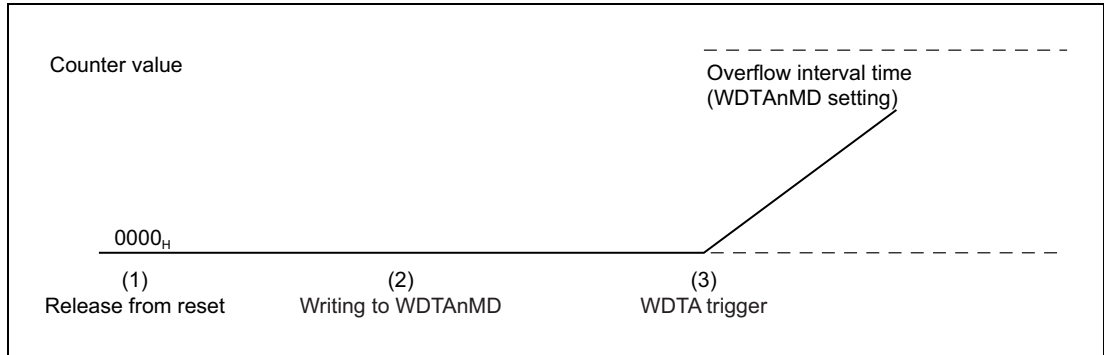 Counter value
Overflow interval time
(WDTAnMD setting)
0000H
(1)
(2)
(3)
Release from reset
Writing to WDTAnMD
WDTA trigger